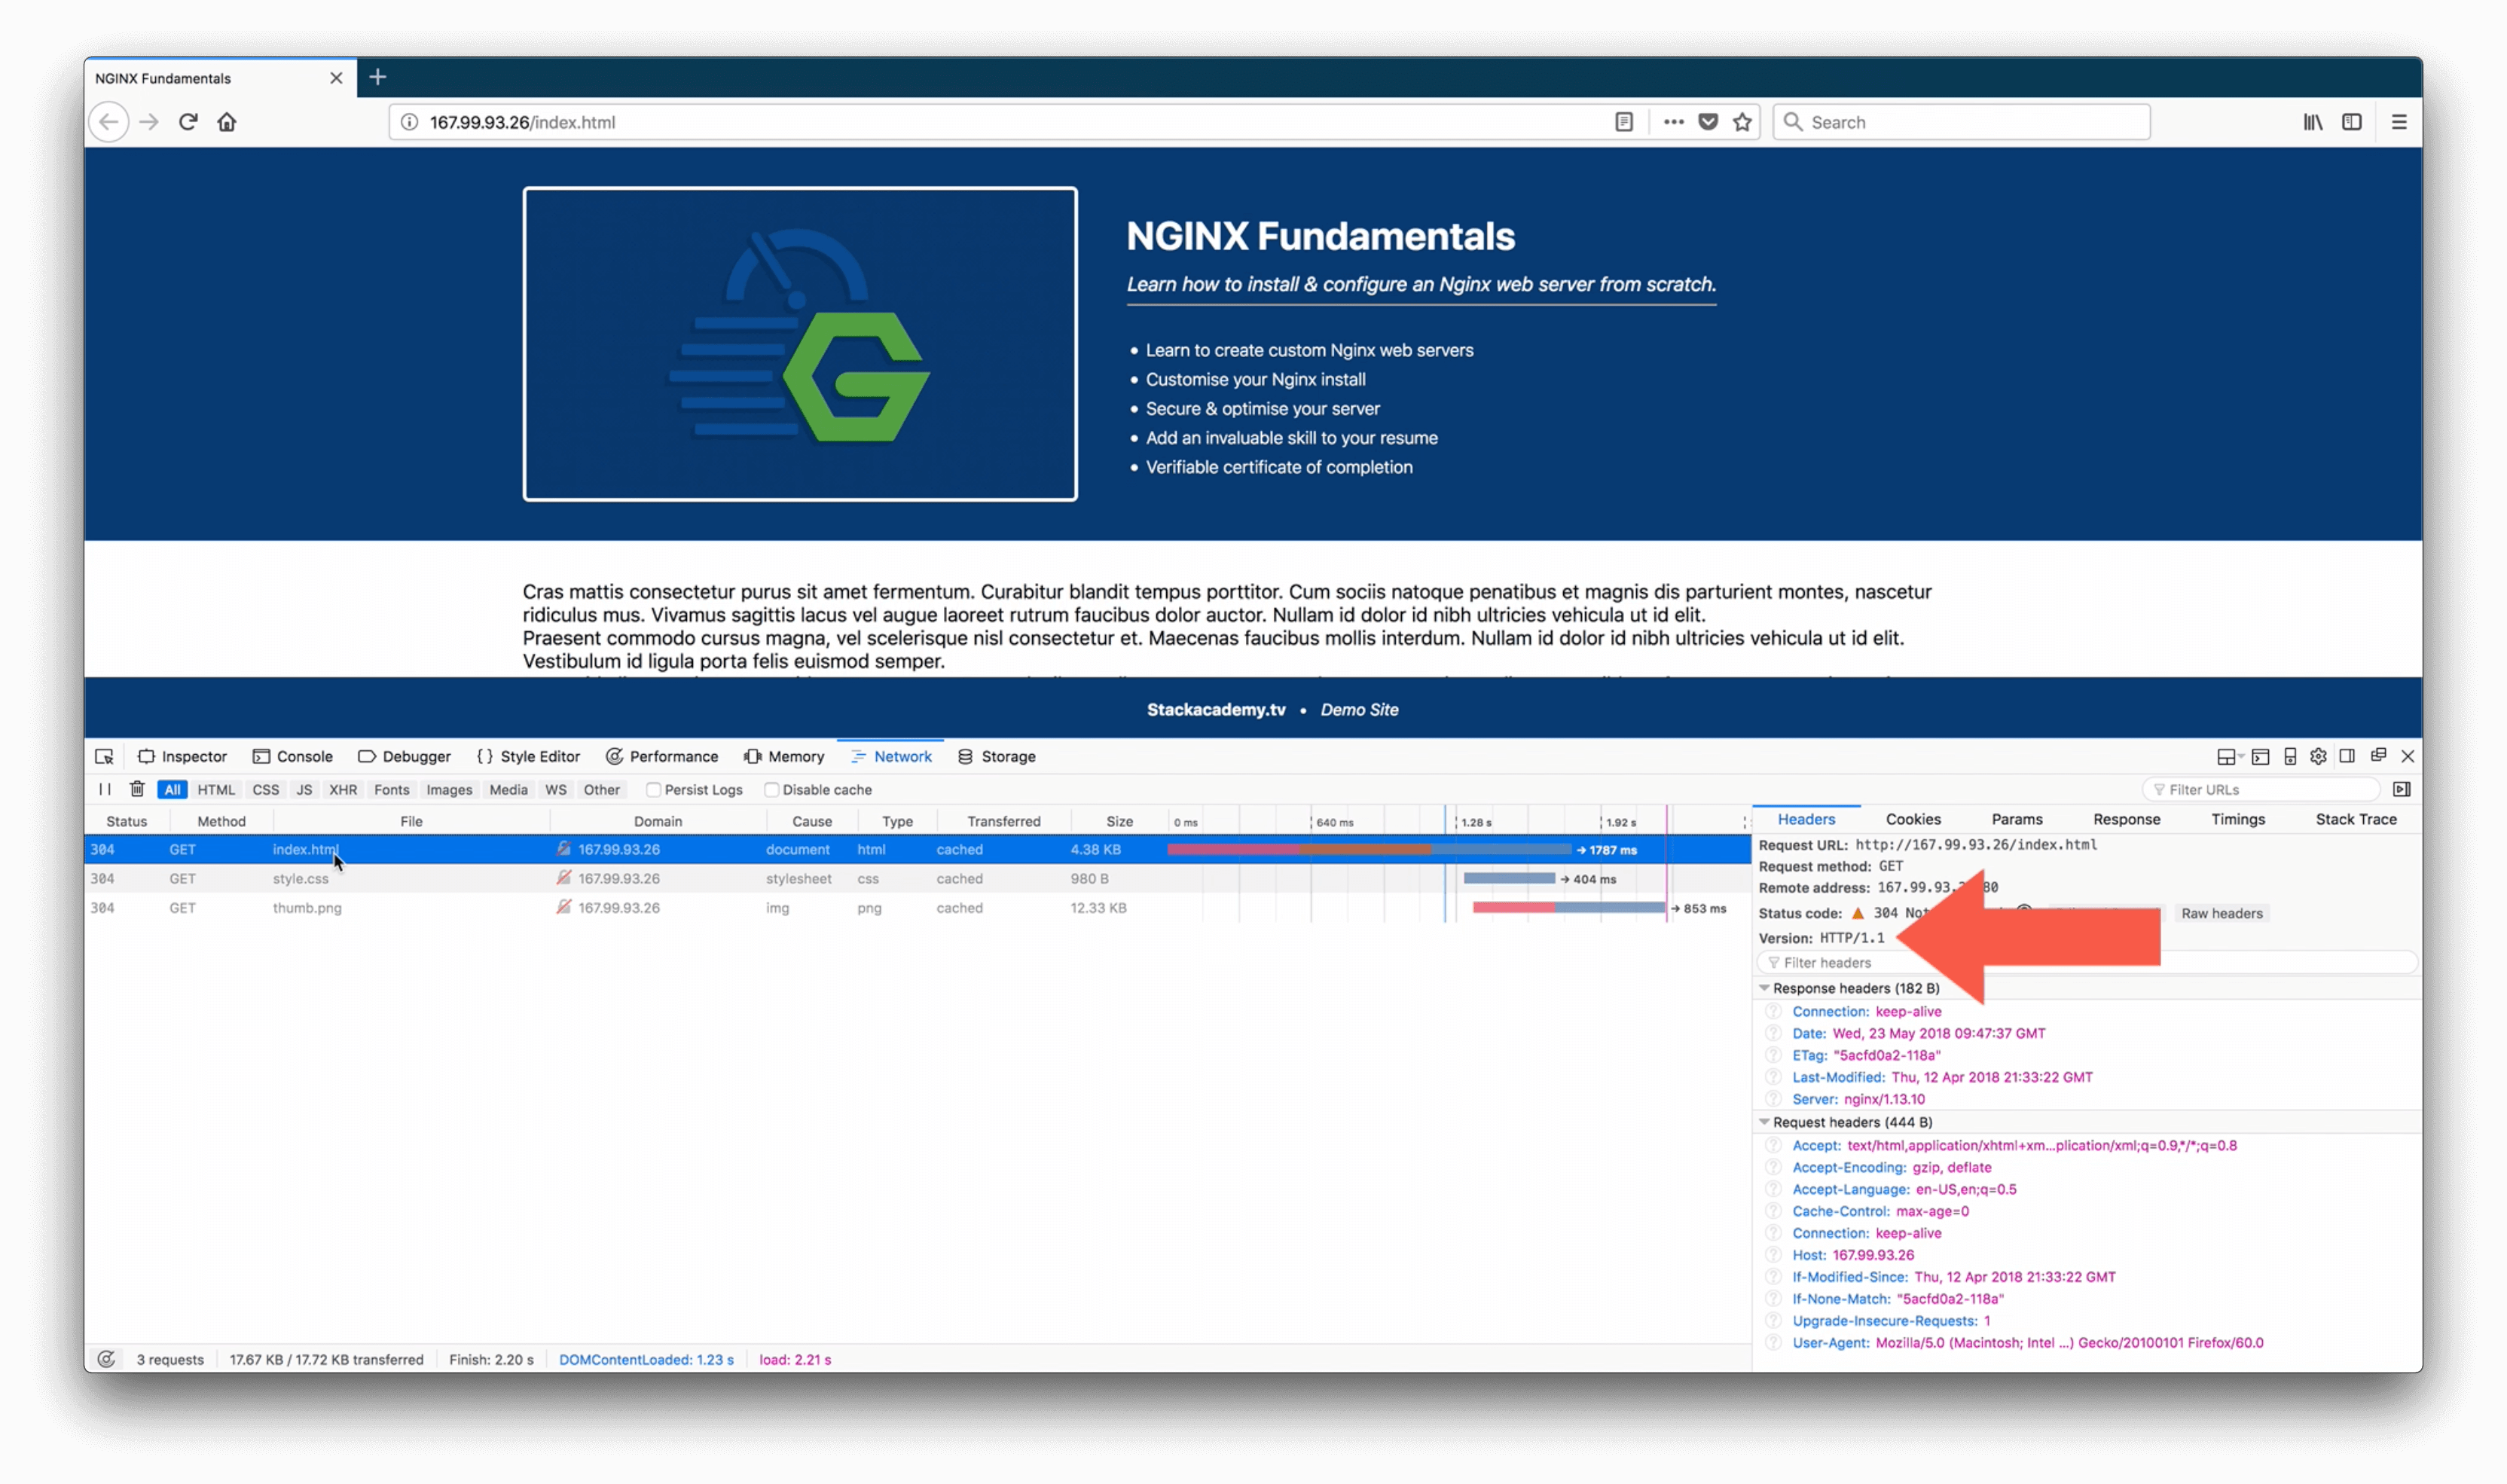 NGINX Fundamentals
167.99.93.26/index.html
Search
NGINX Fundamentals
Learn how to install & configure an Nginx web server from scratch.
Learn to create custom Nginx web servers
Customise your Nginx install
Secure & optimise your server
Add an invaluable skill to your resume
Verifiable certificate of completion
Cras mattis consectetur purus sit amet fermentum. Curabitur blandit tempus porttitor. Cum sociis natoque penatibus et magnis dis parturient montes, nascetur
ridiculus mus. Vivamus sagittis lacus vel augue laoreet rutrum faucibus dolor auctor. Nullam id dolor id nibh ultricies vehicula ut id elit.
Praesent commodo cursus magna, vel scelerisque nisl consectetur et. Maecenas faucibus mollis interdum. Nullam id dolor id nibh ultricies vehicula ut id elit.
Vestibulum id ligula porta felis euismod semper.
Stackacademy.tv • Demo Site
Inspector Console Debugger { } Style Editor Performance Memory Network Storage
All HTML CSS JS XHR Fonts Images Media WS Other Persist Logs Disable cache Filter URLs
Status Method File Domain Cause Type Transferred Size 0 ms 640 ms 1.28 s 1.92 s
304 GET index.html 167.99.93.26 document html cached 4.38 KB → 1787 ms
304 GET style.css 167.99.93.26 stylesheet css cached 980 B → 404 ms
304 GET thumb.png 167.99.93.26 img png cached 12.33 KB → 853 ms
Headers Cookies Params Response Timings Stack Trace
Request URL: http://167.99.93.26/index.html
Request method: GET
Remote address: 167.99.93. 80
Status code: 304 Not Raw headers
Version: HTTP/1.1
Filter headers
Response headers (182 B)
Connection: keep-alive
Date: Wed, 23 May 2018 09:47:37 GMT
ETag: "5acfd0a2-118a"
Last-Modified: Thu, 12 Apr 2018 21:33:22 GMT
Server: nginx/1.13.10
Request headers (444 B)
Accept: text/html,application/xhtml+xm...plication/xml;q=0.9,*/*;q=0.8
Accept-Encoding: gzip, deflate
Accept-Language: en-US,en;q=0.5
Cache-Control: max-age=0
Connection: keep-alive
Host: 167.99.93.26
If-Modified-Since: Thu, 12 Apr 2018 21:33:22 GMT
If-None-Match: "5acfd0a2-118a"
Upgrade-Insecure-Requests: 1
User-Agent: Mozilla/5.0 (Macintosh; Intel ...) Gecko/20100101 Firefox/60.0
3 requests 17.67 KB / 17.72 KB transferred Finish: 2.20 s DOMContentLoaded: 1.23 s load: 2.21 s